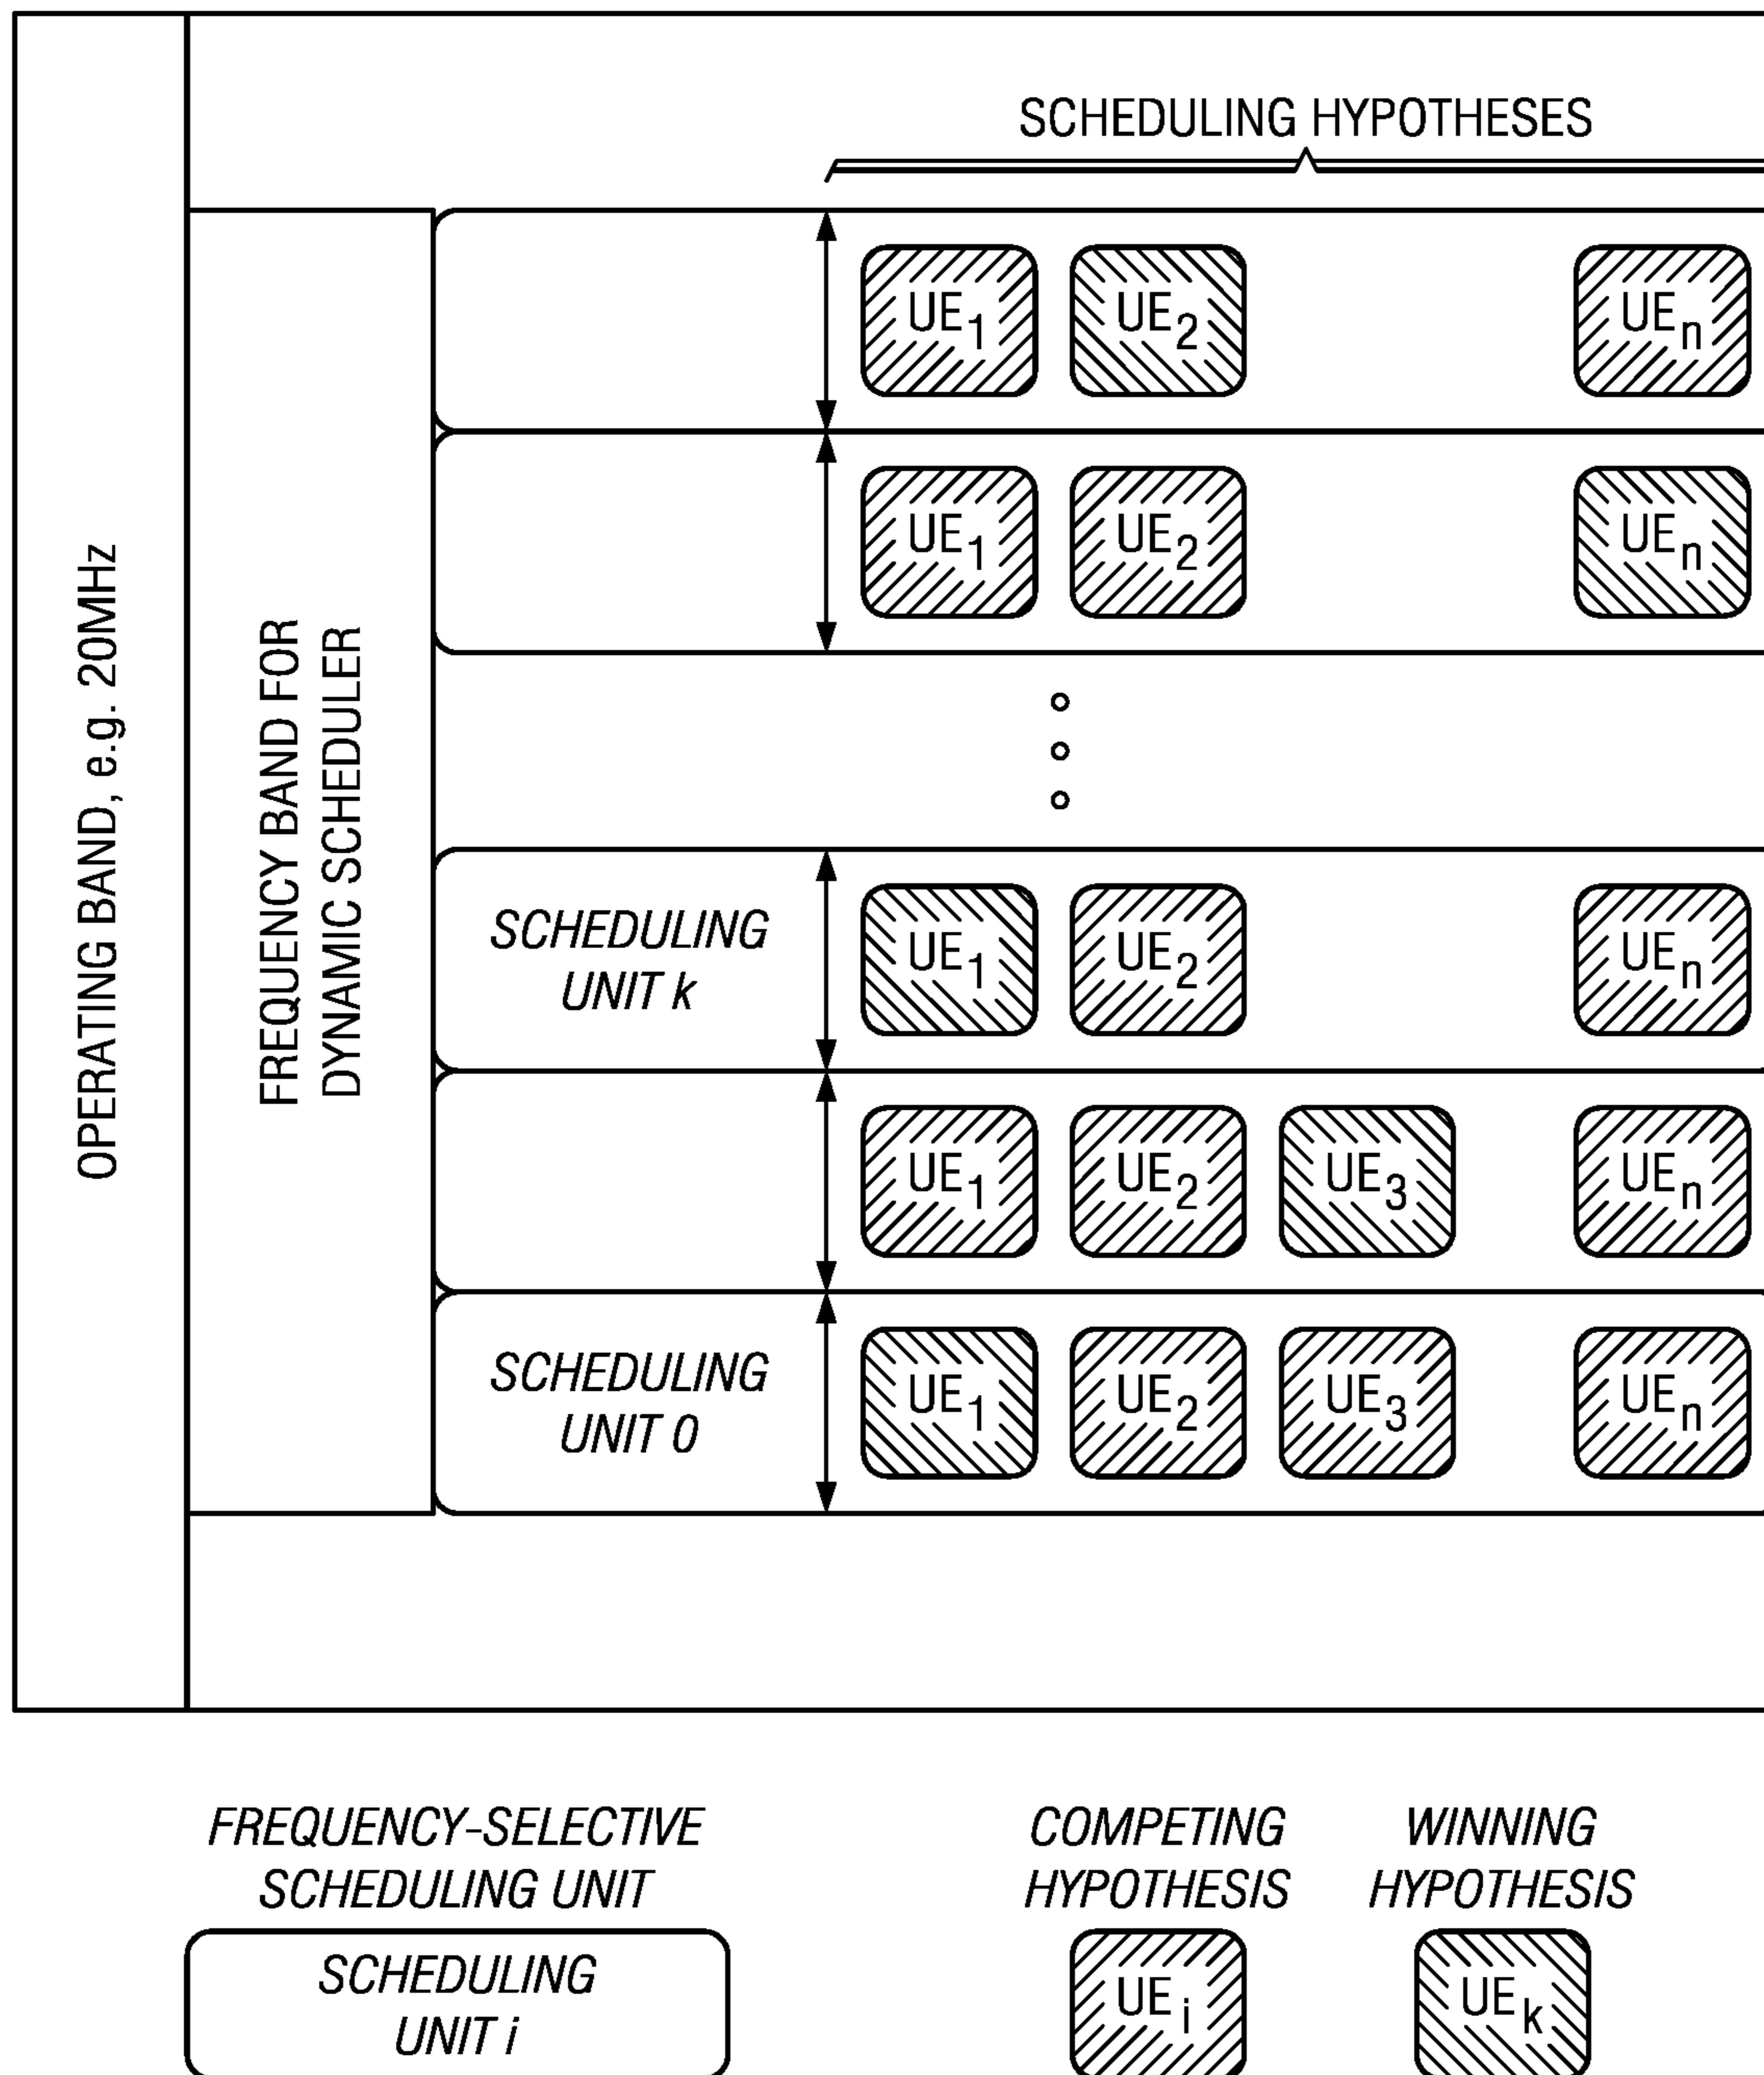 SCHEDULING HYPOTHESES
OPERATING BAND, e.g. 20MHz
FREQUENCY BAND FOR
DYNAMIC SCHEDULER
UE1 UE2 UEn
UE1 UE2 UEn
SCHEDULING
UNIT k
UE1 UE2 UEn
UE1 UE2 UE3 UEn
SCHEDULING
UNIT 0
UE1 UE2 UE3 UEn
FREQUENCY-SELECTIVE
SCHEDULING UNIT
SCHEDULING
UNIT i
COMPETING
HYPOTHESIS
UEi
WINNING
HYPOTHESIS
UEk